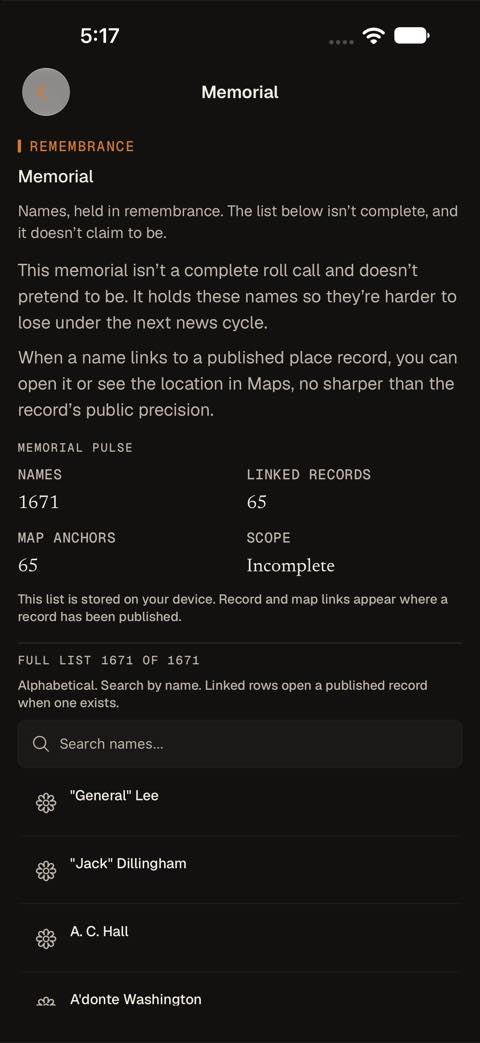 5:17
Memorial
REMEMBRANCE
Memorial
Names, held in remembrance. The list below isn’t complete, and
it doesn’t claim to be.
This memorial isn’t a complete roll call and doesn’t
pretend to be. It holds these names so they’re harder to
lose under the next news cycle.
When a name links to a published place record, you can
open it or see the location in Maps, no sharper than the
record’s public precision.
MEMORIAL PULSE
NAMES
1671
LINKED RECORDS
65
MAP ANCHORS
65
SCOPE
Incomplete
This list is stored on your device. Record and map links appear where a
record has been published.
FULL LIST 1671 OF 1671
Alphabetical. Search by name. Linked rows open a published record
when one exists.
Search names...
"General" Lee
"Jack" Dillingham
A. C. Hall
A'donte Washington